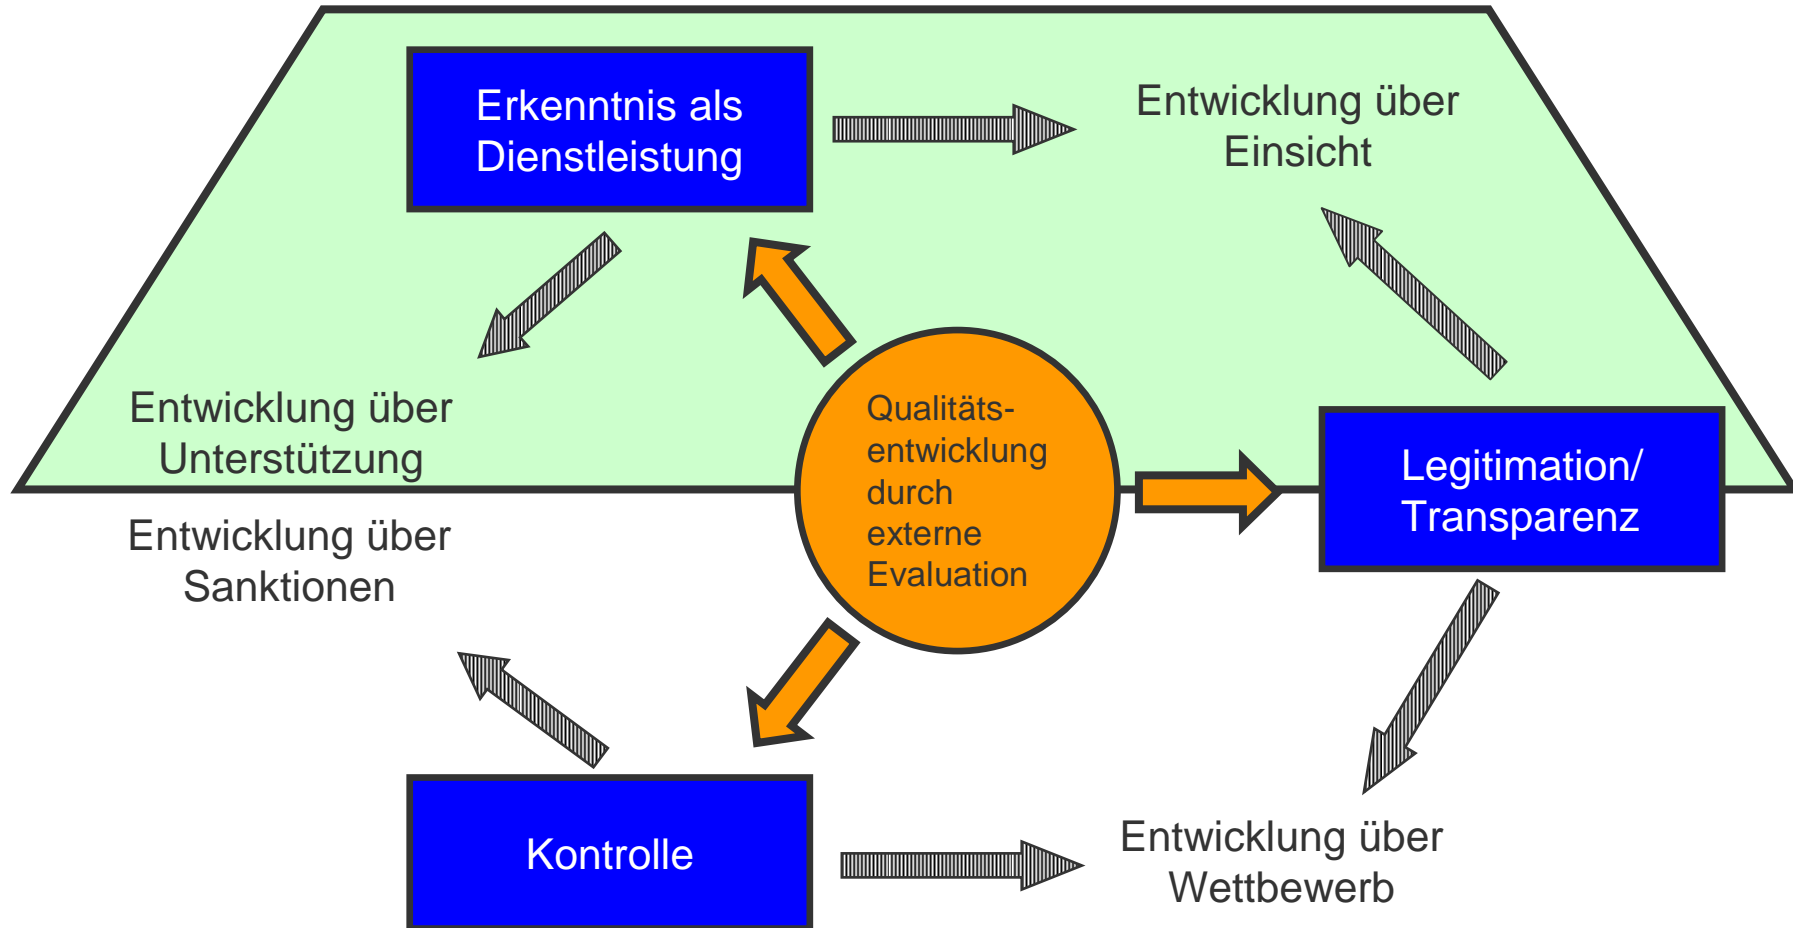 Erkenntnis als
Dienstleistung
Entwicklung über
Einsicht
Entwicklung über
Unterstützung
Qualitäts-
entwicklung
durch
externe
Evaluation
Legitimation/
Transparenz
Entwicklung über
Sanktionen
Kontrolle
Entwicklung über
Wettbewerb